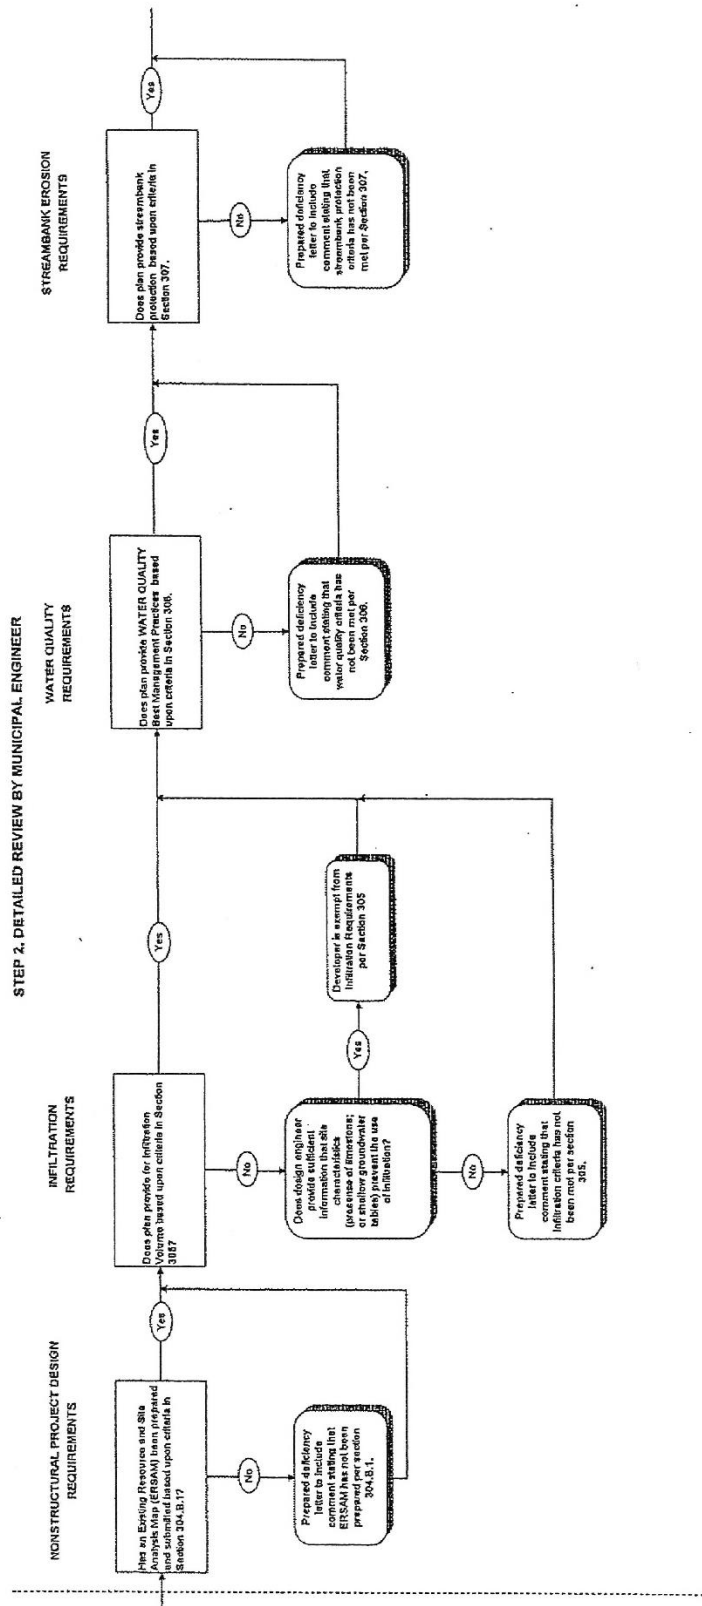 STEP 2. DETAILED REVIEW BY MUNICIPAL ENGINEER
NONSTRUCTURAL PROJECT DESIGN
REQUIREMENTS
Has an Existing Resource and Site
Analysis Map (ERSAM) been prepared
and submitted based upon criteria in
Section 304.B.1?
Yes
No
Prepared deficiency
letter to include
comment stating that
ERSAM has not been
prepared per section
304.B.1.
INFILTRATION
REQUIREMENTS
Does plan provide for Infiltration
Volume based upon criteria in Section
305?
Yes
No
Does design engineer
provide sufficient
information that site
characteristics
(presence of limestone;
or shallow groundwater
tables) prevent the use
of infiltration?
Yes
Developer is exempt from
Infiltration Requirements
per Section 305
No
Prepared deficiency
letter to include
comment stating that
Infiltration criteria has not
been met per section
305.
WATER QUALITY
REQUIREMENTS
Does plan provide WATER QUALITY
Best Management Practices based
upon criteria in Section 306.
Yes
No
Prepared deficiency
letter to include
comment stating that
water quality criteria has
not been met per
Section 306.
STREAMBANK EROSION
REQUIREMENTS
Does plan provide streambank
protection based upon criteria in
Section 307.
Yes
No
Prepared deficiency
letter to include
comment stating that
streambank protection
criteria has not been
met per Section 307.